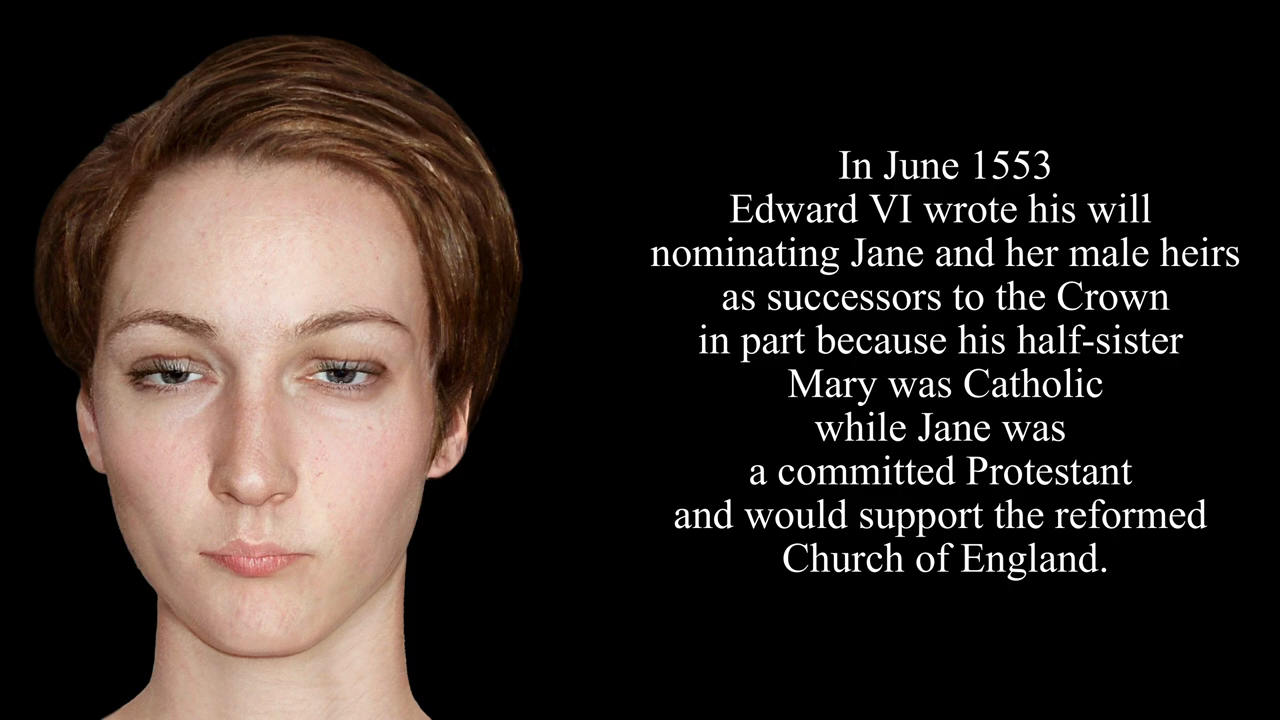 In June 1553
Edward VI wrote his will
nominating Jane and her male heirs
as successors to the Crown
in part because his half-sister
Mary was Catholic
while Jane was
a committed Protestant
and would support the reformed
Church of England.